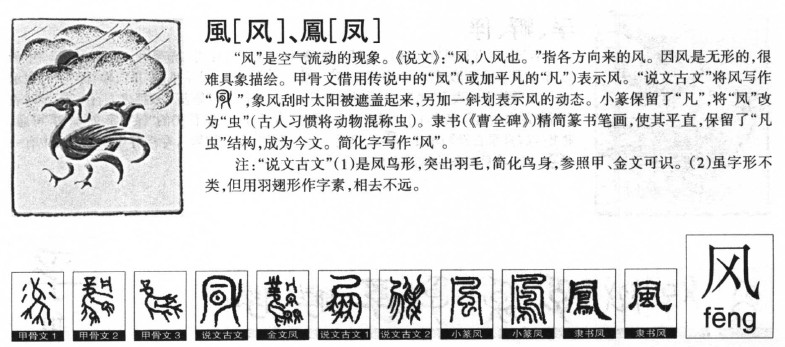 風[风]、鳳[凤]
“风”是空气流动的现象。《说文》:“风,八风也。”指各方向来的风。因风是无形的,很
难具象描绘。甲骨文借用传说中的“凤”(或加平凡的“凡”)表示风。“说文古文”将风写作
“ ”,象风刮时太阳被遮盖起来,另加一斜划表示风的动态。小篆保留了“凡”,将“凤”改
为“虫”(古人习惯将动物混称虫)。隶书(《曹全碑》)精简篆书笔画,使其平直,保留了“凡
虫”结构,成为今文。简化字写作“风”。
注:“说文古文”(1)是凤鸟形,突出羽毛,简化鸟身,参照甲、金文可识。(2)虽字形不
类,但用羽翅形作字素,相去不远。
甲骨文1 甲骨文2 甲骨文3 说文古文 金文凤 说文古文1 说文古文2 小篆风 小篆凤 隶书凤 隶书风
鳳 風
风
fēng